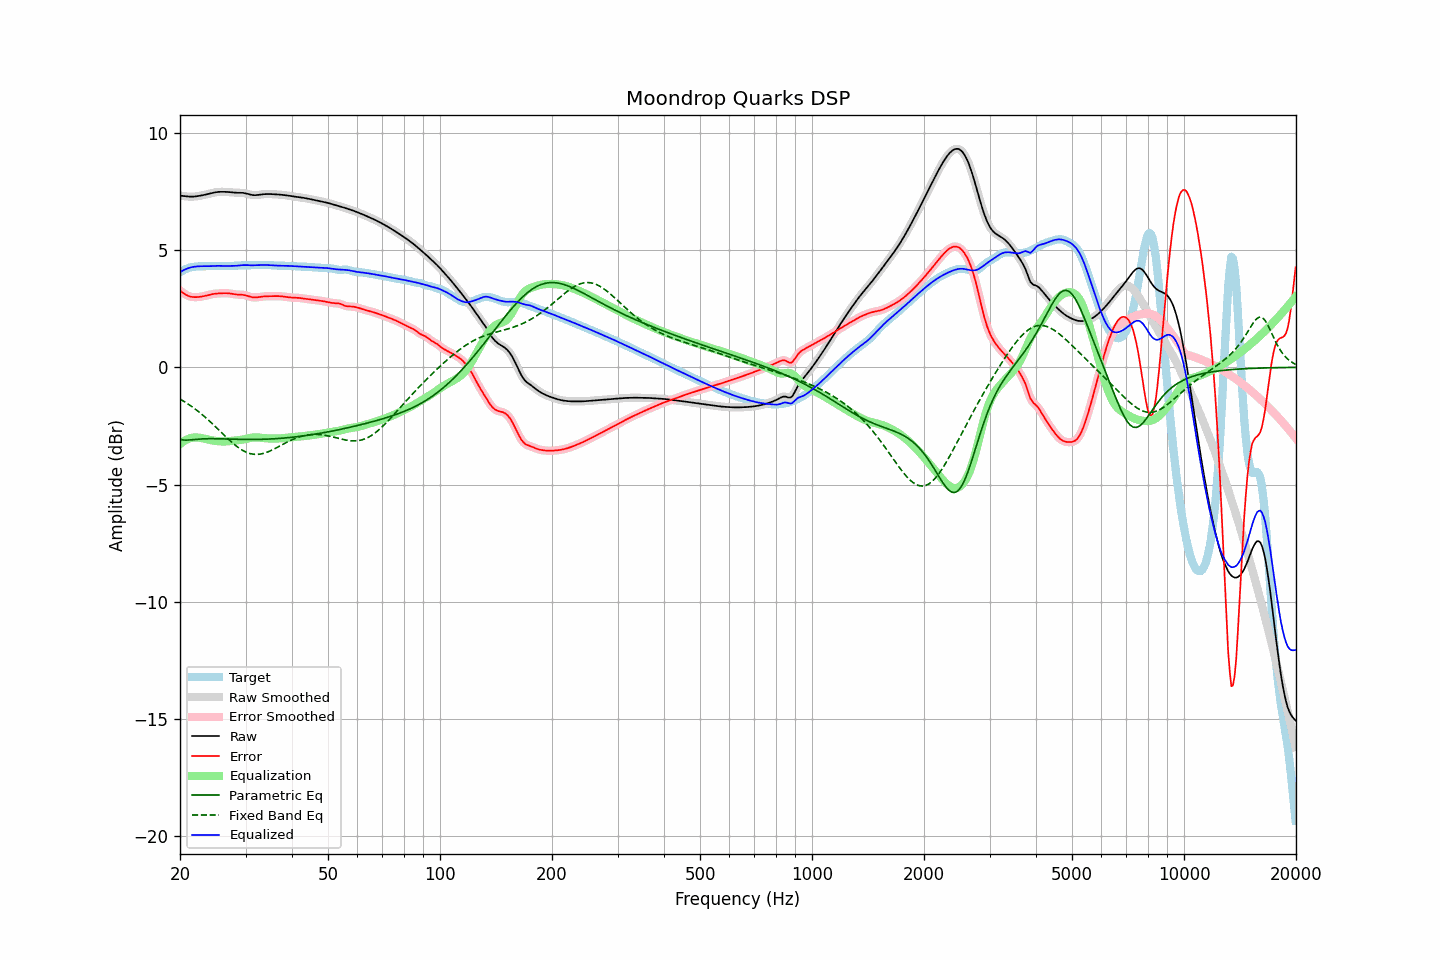 Moondrop Quarks DSP
10
5
0
−5
−10
−15
−20
Amplitude (dBr)
Target
Raw Smoothed
Error Smoothed
Raw
Error
Equalization
Parametric Eq
Fixed Band Eq
Equalized
20 50 100 200 500 1000 2000 5000 10000 20000
Frequency (Hz)